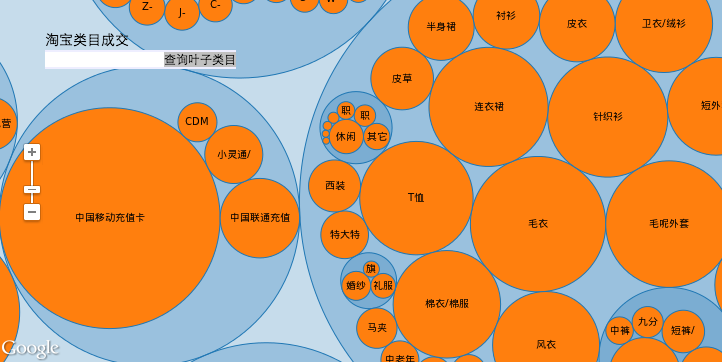 Z-
J-
C-
淘宝类目成交
查询叶子类目
半身裙
衬衫
皮衣
卫衣/绒衫
皮草
连衣裙
针织衫
短外
营
CDM
小灵通/
职
职
休闲
其它
中国移动充值卡
中国联通充值
西装
T恤
特大特
毛衣
毛呢外套
旗
婚纱
礼服
棉衣/棉服
马夹
风衣
中老年
中裤
九分
短裤/
Google